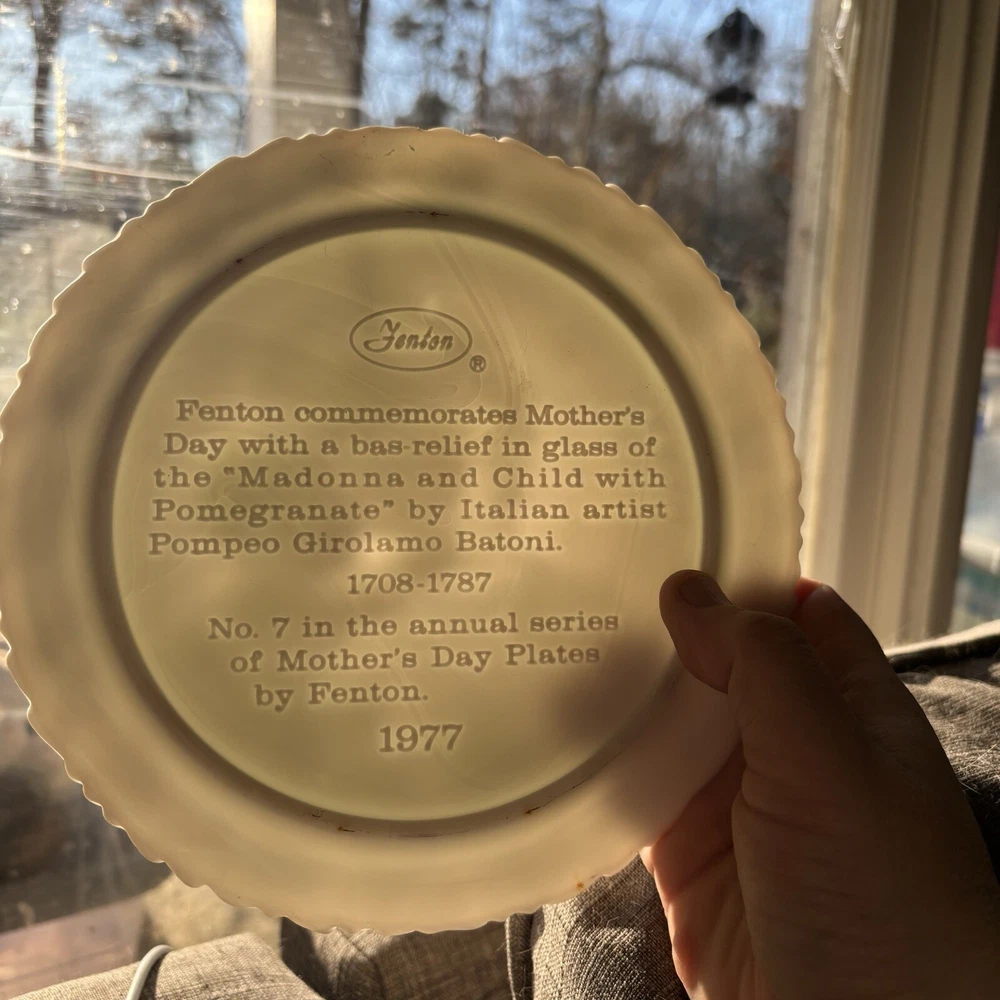 Fenton
®
Fenton commemorates Mother's
Day with a bas-relief in glass of
the "Madonna and Child with
Pomegranate" by Italian artist
Pompeo Girolamo Batoni.
1708-1787
No. 7 in the annual series
of Mother's Day Plates
by Fenton.
1977